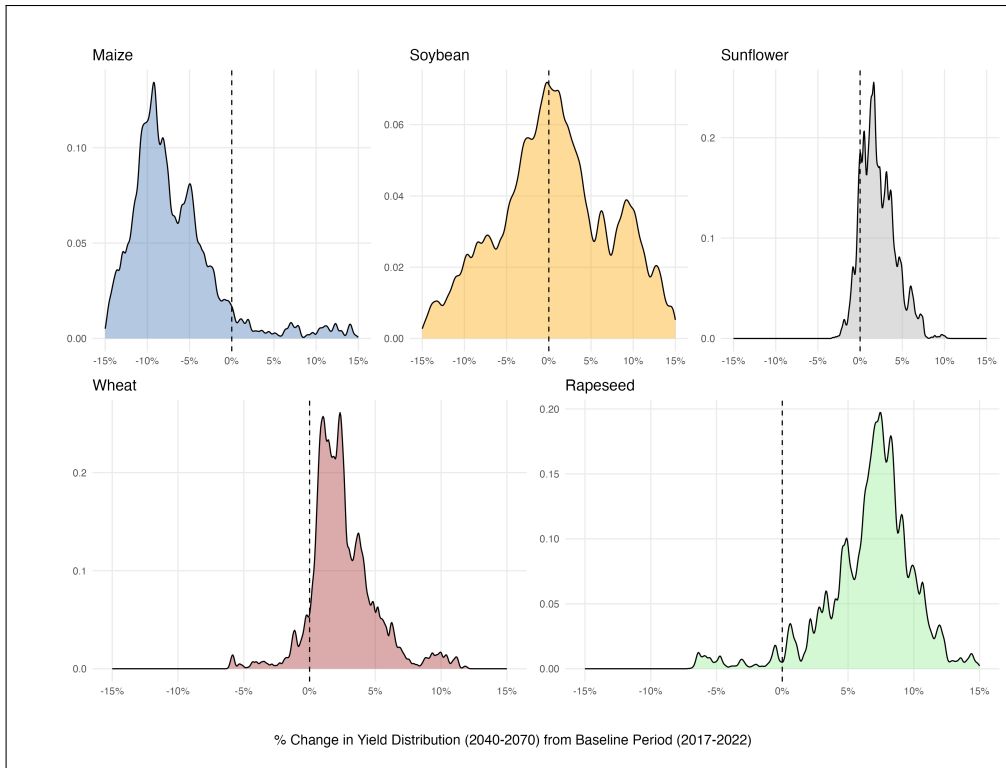 Maize
0.10
0.05
0.00
-15% -10% -5% 0% 5% 10% 15%
Soybean
0.06
0.04
0.02
0.00
-15% -10% -5% 0% 5% 10% 15%
Sunflower
0.2
0.1
0.0
-15% -10% -5% 0% 5% 10% 15%
Wheat
0.2
0.1
0.0
-15% -10% -5% 0% 5% 10% 15%
Rapeseed
0.20
0.15
0.10
0.05
0.00
-15% -10% -5% 0% 5% 10% 15%
% Change in Yield Distribution (2040-2070) from Baseline Period (2017-2022)